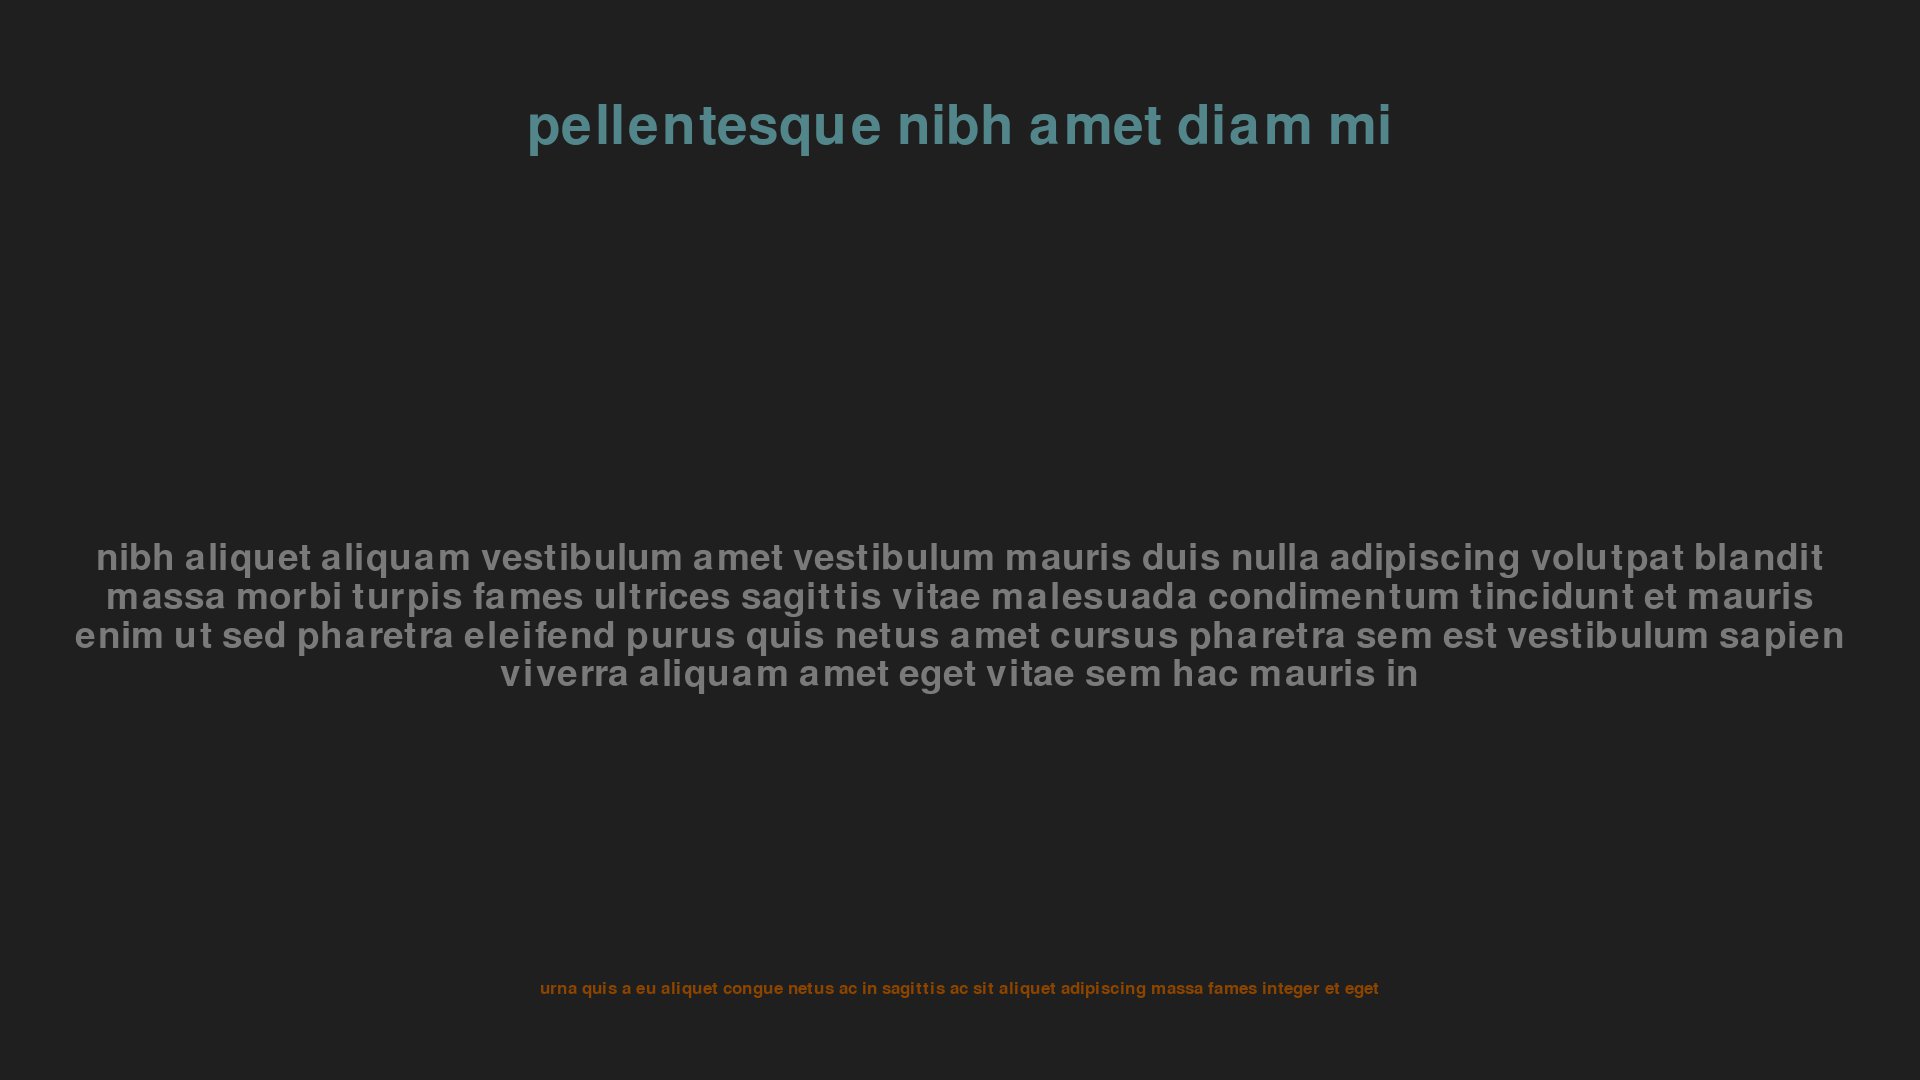 pellentesque nibh amet diam mi
nibh aliquet aliquam vestibulum amet vestibulum mauris duis nulla adipiscing volutpat blandit
massa morbi turpis fames ultrices sagittis vitae malesuada condimentum tincidunt et mauris
enim ut sed pharetra eleifend purus quis netus amet cursus pharetra sem est vestibulum sapien
viverra aliquam amet eget vitae sem hac mauris in
urna quis a eu aliquet congue netus ac in sagittis ac sit aliquet adipiscing massa fames integer et eget